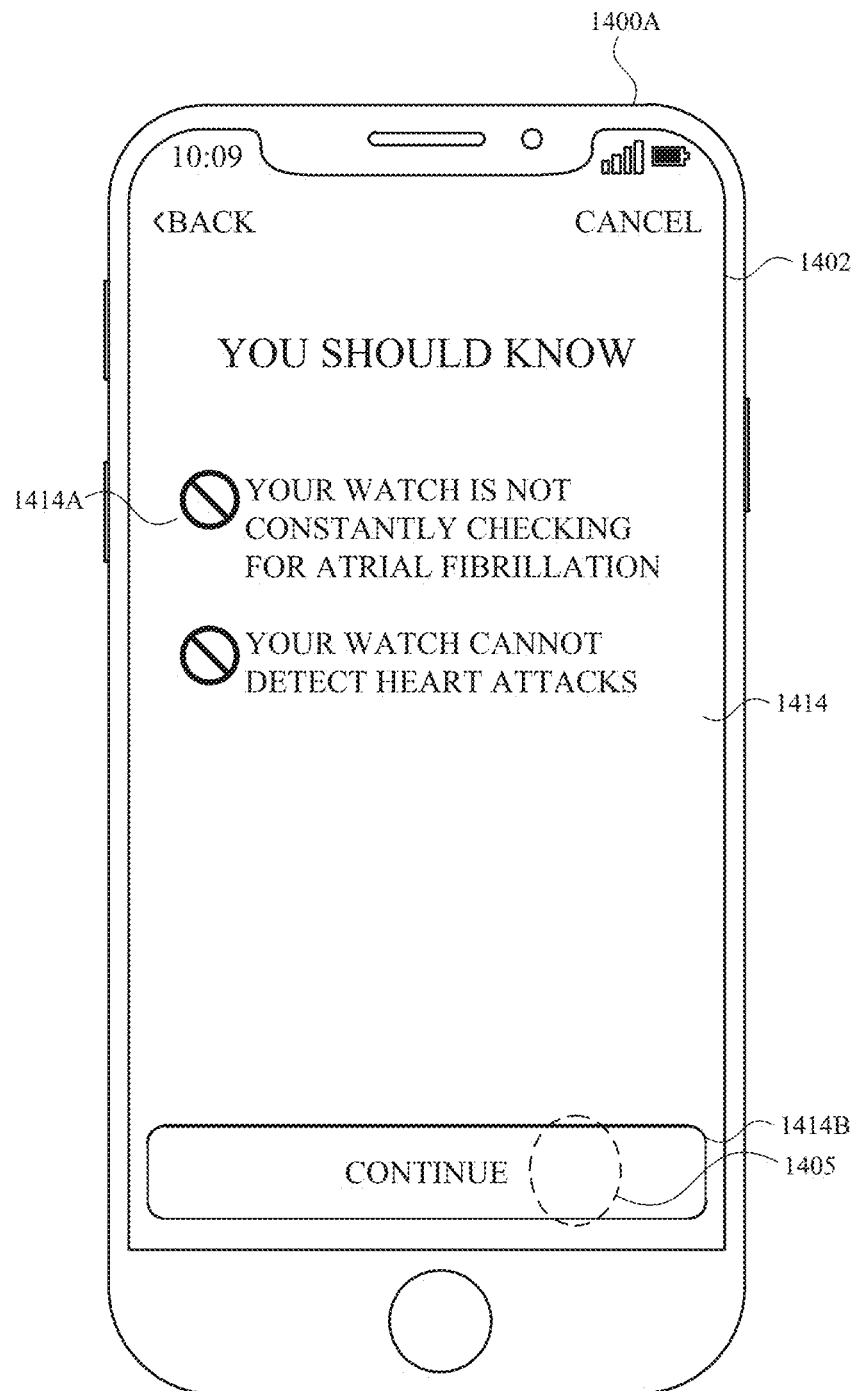 1400A
10:09
<BACK CANCEL
1402
YOU SHOULD KNOW
1414A
YOUR WATCH IS NOT
CONSTANTLY CHECKING
FOR ATRIAL FIBRILLATION
YOUR WATCH CANNOT
DETECT HEART ATTACKS
1414
1414B
CONTINUE
1405